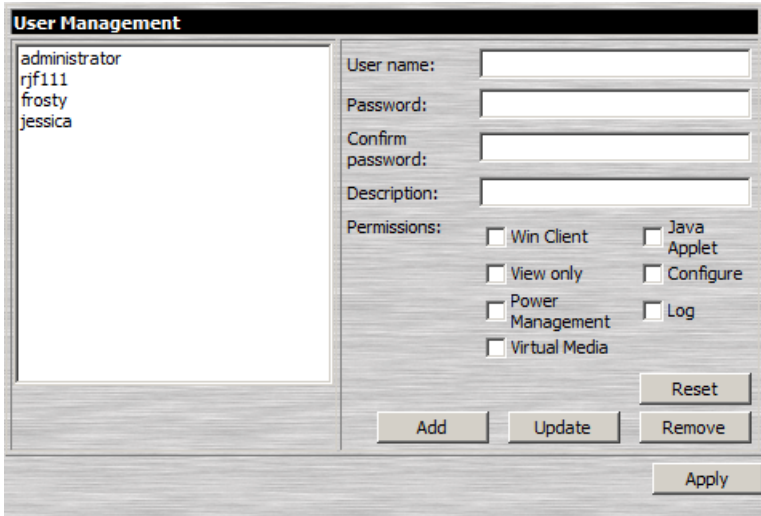 User Management
administrator
rjf111
frosty
jessica
User name:
Password:
Confirm
password:
Description:
Permissions:
Win Client
Java
Applet
View only
Configure
Power
Management
Log
Virtual Media
Reset
Add
Update
Remove
Apply